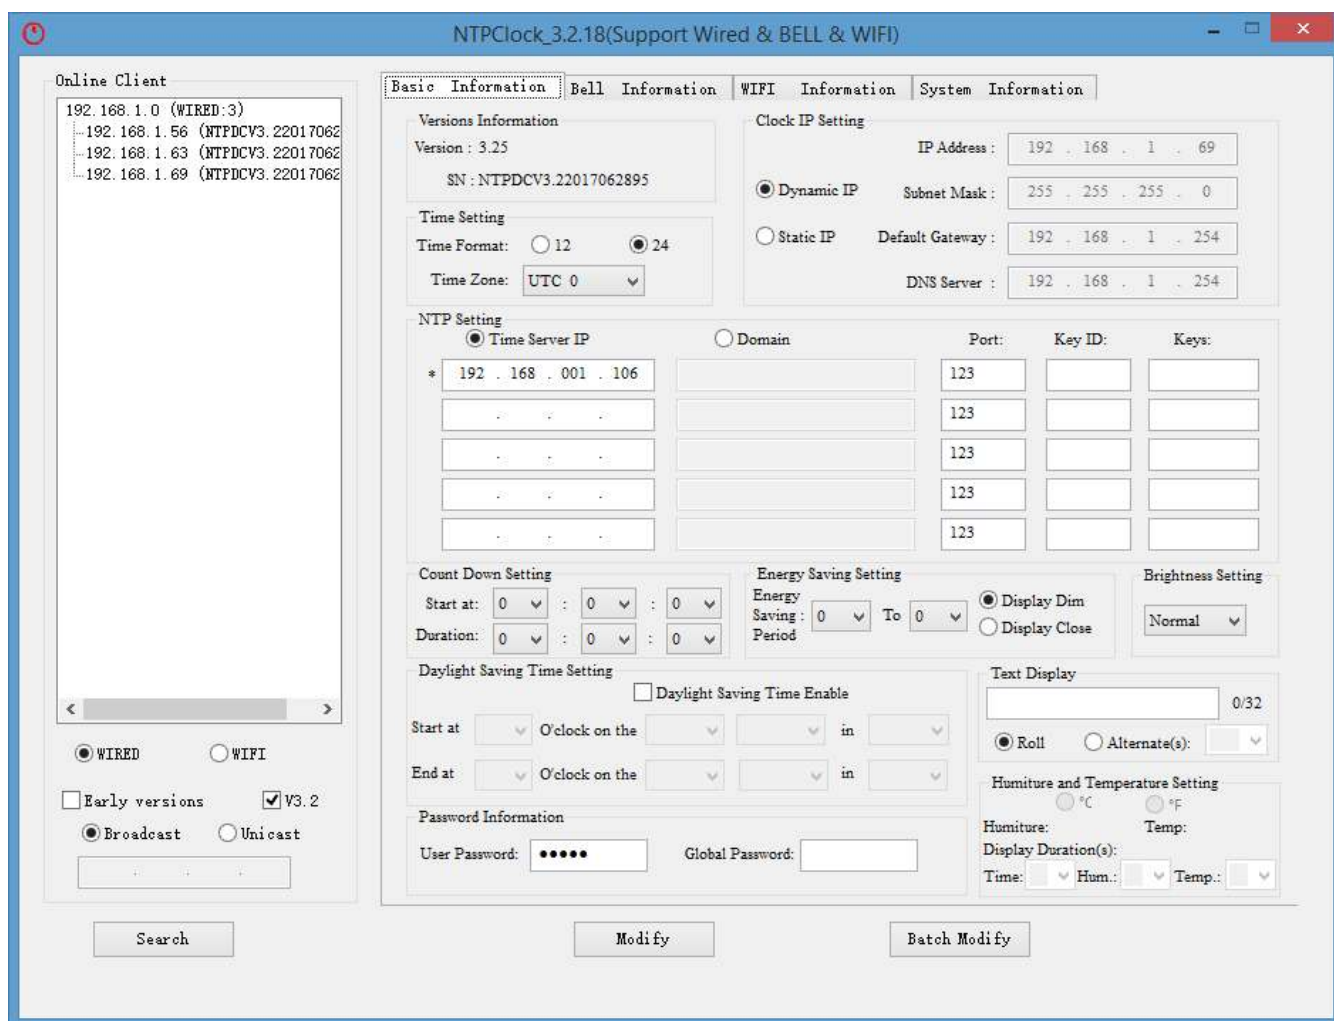 NTPClock_3.2.18(Support Wired & BELL & WIFI)
Online Client
192.168.1.0 (WIRED:3)
192.168.1.56 (NTPDCV3.22017062
192.168.1.63 (NTPDCV3.22017062
192.168.1.69 (NTPDCV3.22017062
WIRED WIFI
Early versions V3.2
Broadcast Unicast
. . .
Search
Basic Information Bell Information WIFI Information System Information
Versions Information
Version : 3.25
SN : NTPDCV3.22017062895
Time Setting
Time Format: 12 24
Time Zone: UTC 0
Clock IP Setting
IP Address : 192 . 168 . 1 . 69
Dynamic IP Subnet Mask : 255 . 255 . 255 . 0
Static IP Default Gateway : 192 . 168 . 1 . 254
DNS Server : 192 . 168 . 1 . 254
NTP Setting
Time Server IP Domain Port: Key ID: Keys:
* 192 . 168 . 001 . 106 123
. . . 123
. . . 123
. . . 123
. . . 123
Count Down Setting
Start at: 0 : 0 : 0
Duration: 0 : 0 : 0
Energy Saving Setting
Energy Saving : Period 0 To 0
Display Dim
Display Close
Brightness Setting
Normal
Daylight Saving Time Setting
Daylight Saving Time Enable
Start at O'clock on the in
End at O'clock on the in
Text Display
0/32
Roll Alternate(s):
Password Information
User Password: ●●●●● Global Password:
Humiture and Temperature Setting
°C °F
Humiture: Temp:
Display Duration(s):
Time: Hum.: Temp.:
Modify Batch Modify